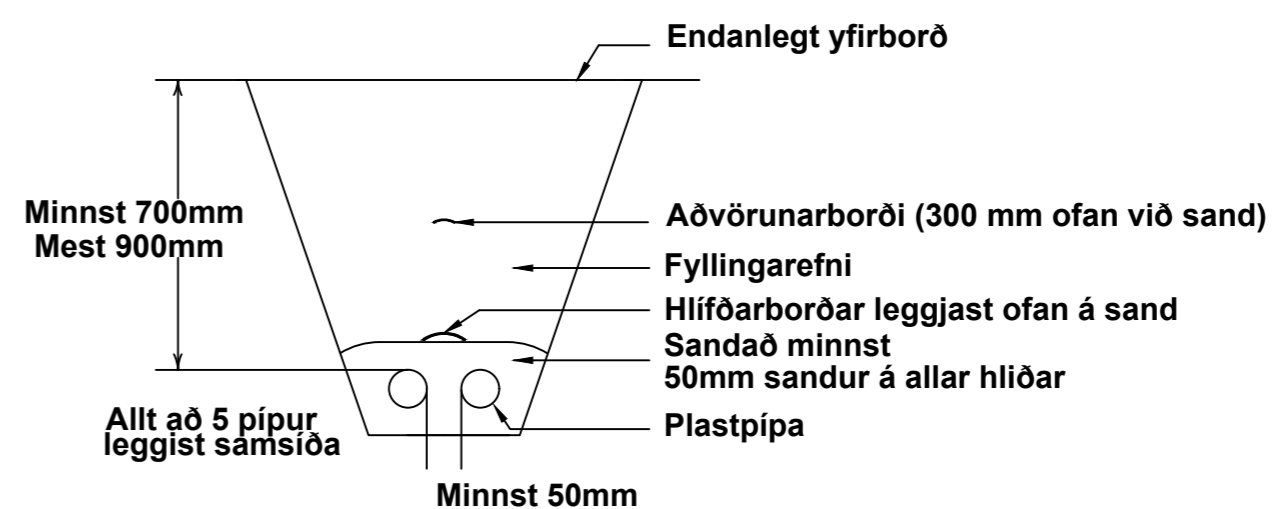 Endanlegt yfirborð
Minnst 700mm
Mest 900mm
Aðvörunarborði (300 mm ofan við sand)
Fyllingarefni
Hlífðarborðar leggjast ofan á sand
Sandað minnst
50mm sandur á allar hliðar
Allt að 5 pípur
leggist samsíða
Plastpípa
Minnst 50mm